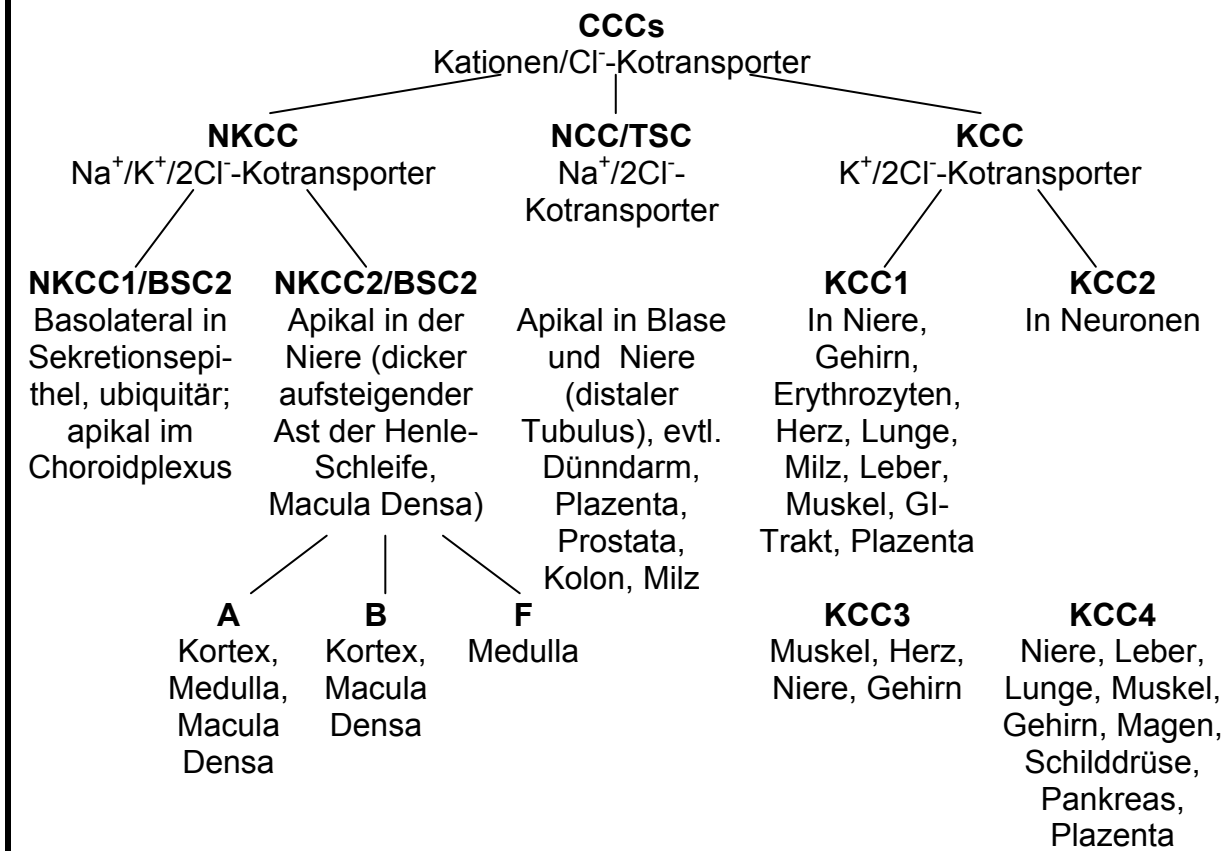 CCCs
Kationen/Cl⁻-Kotransporter
NKCC
Na⁺/K⁺/2Cl⁻-Kotransporter
NCC/TSC
Na⁺/2Cl⁻-
Kotransporter
KCC
K⁺/2Cl⁻-Kotransporter
NKCC1/BSC2
Basolateral in
Sekretionsepi-
thel, ubiquitär;
apikal im
Choroidplexus
NKCC2/BSC2
Apikal in der
Niere (dicker
aufsteigender
Ast der Henle-
Schleife,
Macula Densa)
Apikal in Blase
und Niere
(distaler
Tubulus), evtl.
Dünndarm,
Plazenta,
Prostata,
Kolon, Milz
KCC1
In Niere,
Gehirn,
Erythrozyten,
Herz, Lunge,
Milz, Leber,
Muskel, GI-
Trakt, Plazenta
KCC2
In Neuronen
A
Kortex,
Medulla,
Macula
Densa
B
Kortex,
Macula
Densa
F
Medulla
KCC3
Muskel, Herz,
Niere, Gehirn
KCC4
Niere, Leber,
Lunge, Muskel,
Gehirn, Magen,
Schilddrüse,
Pankreas,
Plazenta